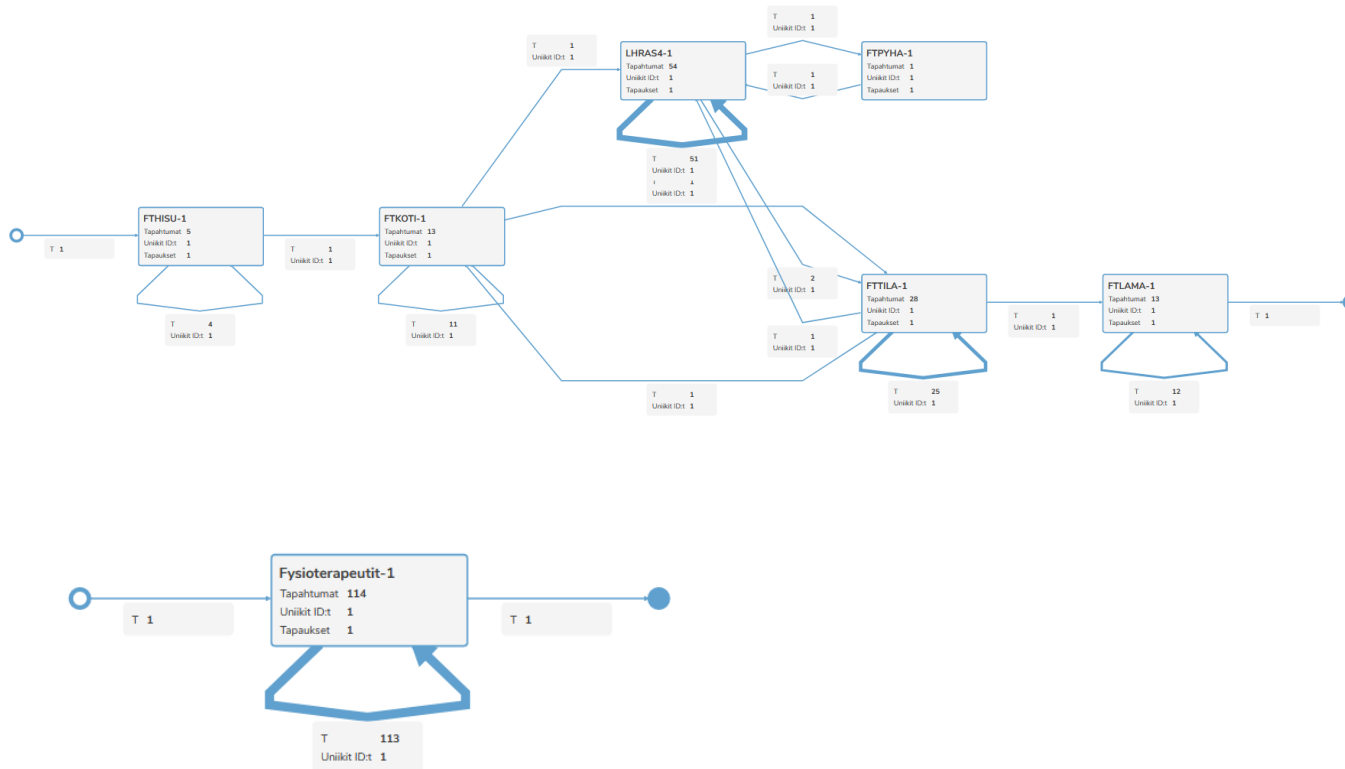 T 1
Uniikit ID:t 1
T 1
Uniikit ID:t 1
LHRAS4-1
Tapahtumat 54
Uniikit ID:t 1
Tapaukset 1
FTPYHA-1
Tapahtumat 1
Uniikit ID:t 1
Tapaukset 1
T 1
Uniikit ID:t 1
T 51
Uniikit ID:t 1
T 1
Uniikit ID:t 1
FTHISU-1
Tapahtumat 5
Uniikit ID:t 1
Tapaukset 1
FTKOTI-1
Tapahtumat 13
Uniikit ID:t 1
Tapaukset 1
T 1
T 1
Uniikit ID:t 1
T 2
Uniikit ID:t 1
FTTILA-1
Tapahtumat 28
Uniikit ID:t 1
Tapaukset 1
FTLAMA-1
Tapahtumat 13
Uniikit ID:t 1
Tapaukset 1
T 4
Uniikit ID:t 1
T 11
Uniikit ID:t 1
T 1
Uniikit ID:t 1
T 1
Uniikit ID:t 1
T 1
T 1
Uniikit ID:t 1
T 25
Uniikit ID:t 1
T 12
Uniikit ID:t 1
Fysioterapeutit-1
Tapahtumat 114
Uniikit ID:t 1
Tapaukset 1
T 1
T 1
T 113
Uniikit ID:t 1